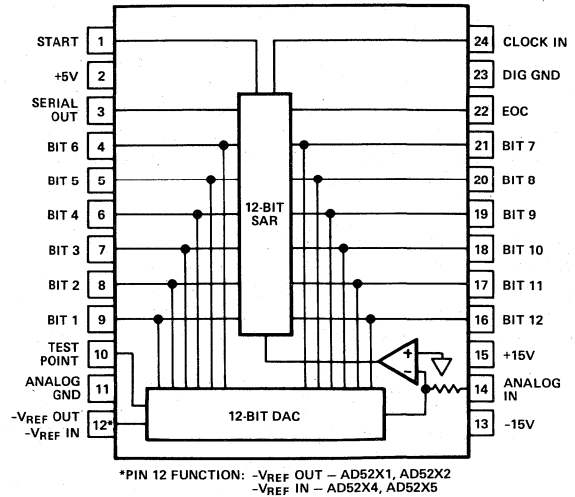 START 1
+5V 2
SERIAL
OUT 3
BIT 6 4
BIT 5 5
BIT 4 6
BIT 3 7
BIT 2 8
BIT 1 9
TEST
POINT 10
ANALOG
GND 11
-VREF OUT
-VREF IN 12*
12-BIT
SAR
+
-
12-BIT DAC
24 CLOCK IN
23 DIG GND
22 EOC
21 BIT 7
20 BIT 8
19 BIT 9
18 BIT 10
17 BIT 11
16 BIT 12
15 +15V
14 ANALOG
IN
13 -15V
*PIN 12 FUNCTION: -VREF OUT – AD52X1, AD52X2
-VREF IN – AD52X4, AD52X5